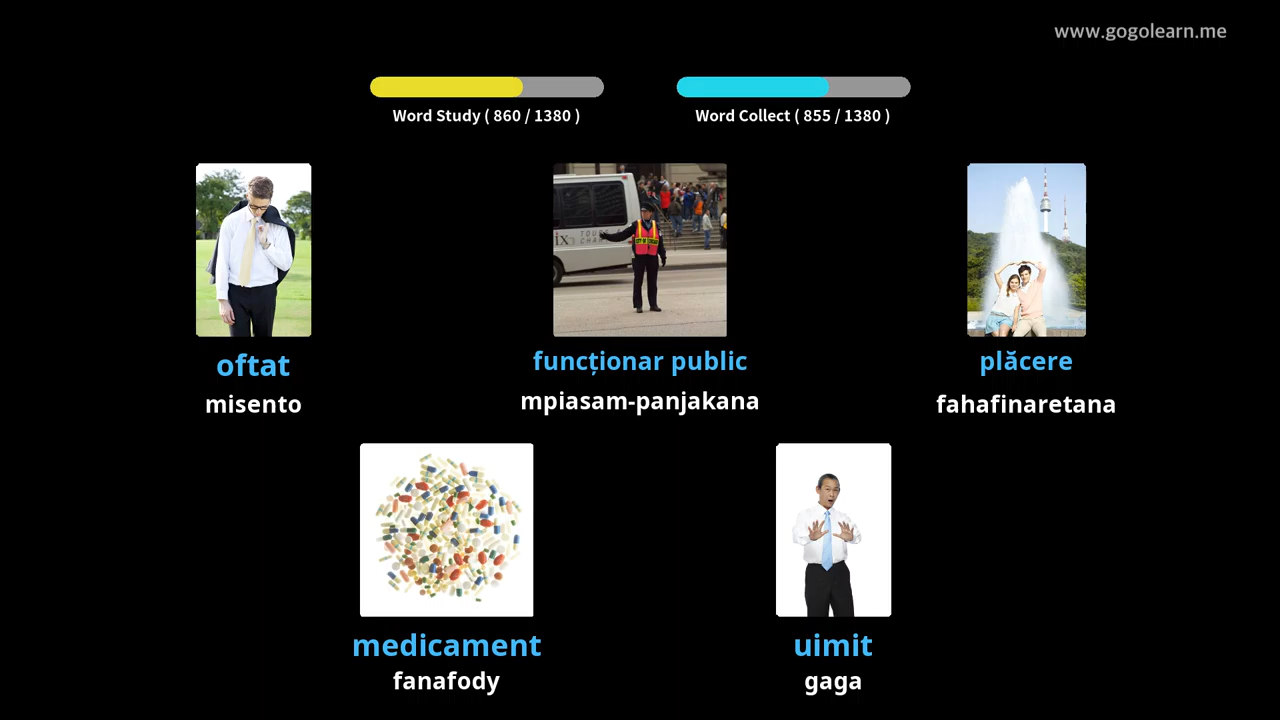 www.gogolearn.me
Word Study ( 860 / 1380 )
Word Collect ( 855 / 1380 )
oftat
misento
funcționar public
mpiasam-panjakana
plăcere
fahafinaretana
medicament
fanafody
uimit
gaga